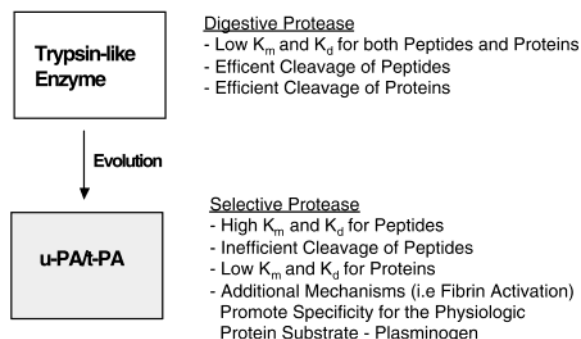 Trypsin-like
Enzyme
Digestive Protease
- Low Km and Kd for both Peptides and Proteins
- Efficent Cleavage of Peptides
- Efficient Cleavage of Proteins
Evolution
u-PA/t-PA
Selective Protease
- High Km and Kd for Peptides
- Inefficient Cleavage of Peptides
- Low Km and Kd for Proteins
- Additional Mechanisms (i.e Fibrin Activation)
Promote Specificity for the Physiologic
Protein Substrate - Plasminogen